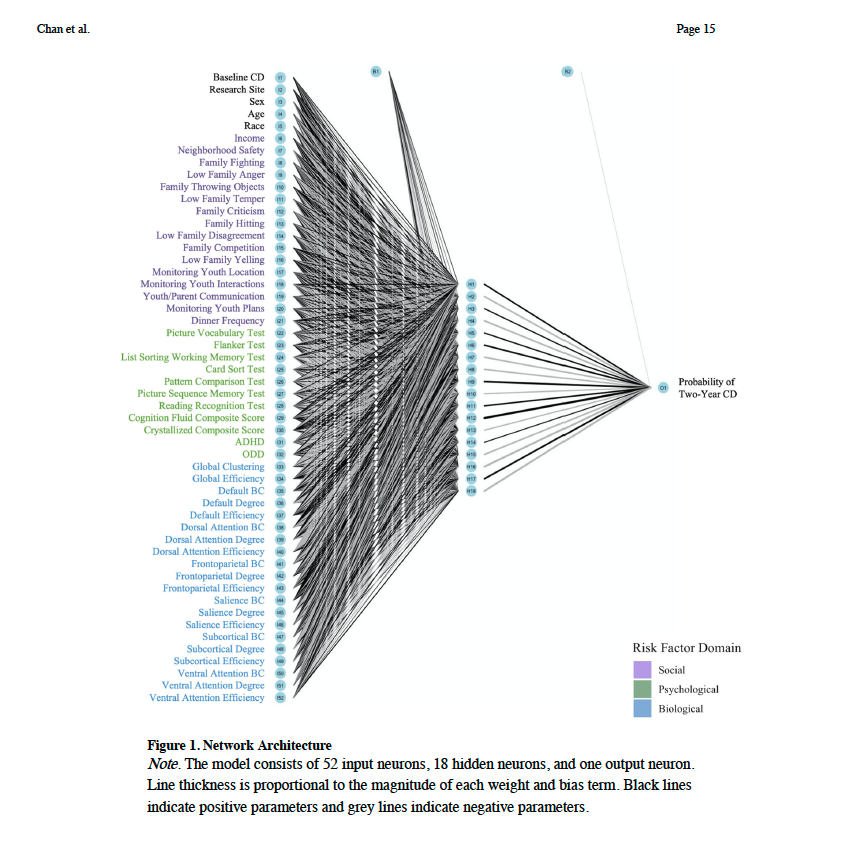 Chan et al.
Page 15
B1
B2
Baseline CD I1
Research Site I2
Sex I3
Age I4
Race I5
Income I6
Neighborhood Safety I7
Family Fighting I8
Low Family Anger I9
Family Throwing Objects I10
Low Family Temper I11
Family Criticism I12
Family Hitting I13
Low Family Disagreement I14
Family Competition I15
Low Family Yelling I16
Monitoring Youth Location I17
Monitoring Youth Interactions I18
Youth/Parent Communication I19
Monitoring Youth Plans I20
Dinner Frequency I21
Picture Vocabulary Test I22
Flanker Test I23
List Sorting Working Memory Test I24
Card Sort Test I25
Pattern Comparison Test I26
Picture Sequence Memory Test I27
Reading Recognition Test I28
Cognition Fluid Composite Score I29
Crystallized Composite Score I30
ADHD I31
ODD I32
Global Clustering I33
Global Efficiency I34
Default BC I35
Default Degree I36
Default Efficiency I37
Dorsal Attention BC I38
Dorsal Attention Degree I39
Dorsal Attention Efficiency I40
Frontoparietal BC I41
Frontoparietal Degree I42
Frontoparietal Efficiency I43
Salience BC I44
Salience Degree I45
Salience Efficiency I46
Subcortical BC I47
Subcortical Degree I48
Subcortical Efficiency I49
Ventral Attention BC I50
Ventral Attention Degree I51
Ventral Attention Efficiency I52
H1
H2
H3
H4
H5
H6
H7
H8
H9
H10
H11
H12
H13
H14
H15
H16
H17
H18
O1
Probability of
Two-Year CD
Risk Factor Domain
Social
Psychological
Biological
Figure 1. Network Architecture
Note. The model consists of 52 input neurons, 18 hidden neurons, and one output neuron.
Line thickness is proportional to the magnitude of each weight and bias term. Black lines
indicate positive parameters and grey lines indicate negative parameters.